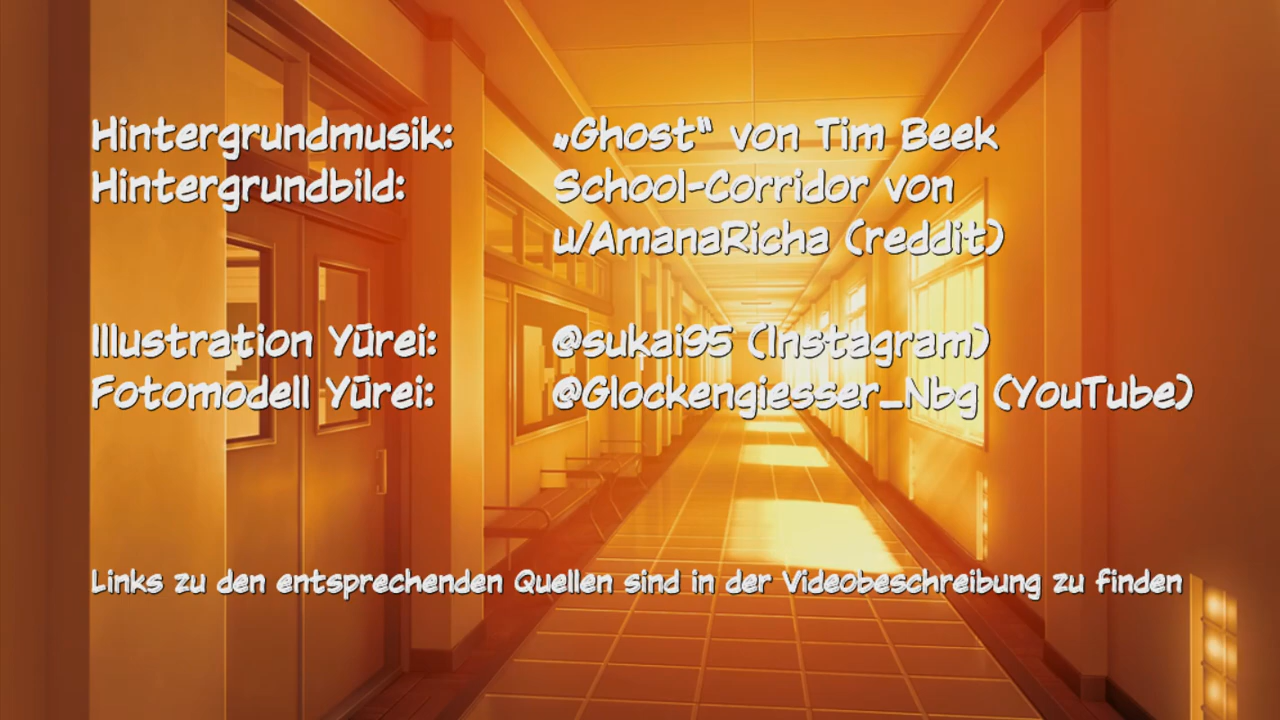 Hintergrundmusik: „Ghost“ von Tim Beek
Hintergrundbild: School-Corridor von
u/AmanaRicha (reddit)
Illustration Yūrei: @sukai95 (Instagram)
Fotomodell Yūrei: @Glockengiesser_Nbg (YouTube)
Links zu den entsprechenden Quellen sind in der Videobeschreibung zu finden